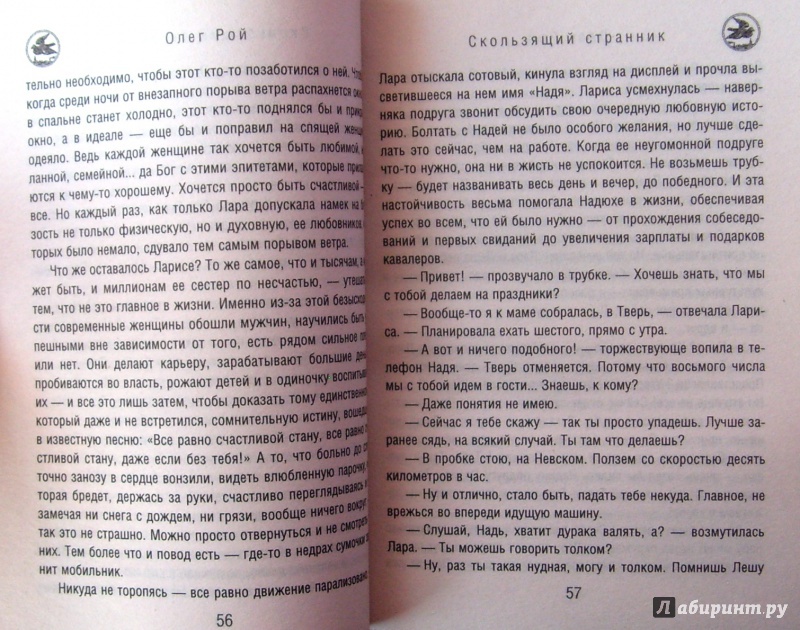 Олег Рой
тельно необходимо, чтобы этот кто-то позаботился о ней.
когда среди ночи от внезапного порыва ветра распахнется
в спальне станет холодно, этот кто-то поднялся бы и
окно, а в идеале — еще бы и поправил на спящей
одеяло. Ведь каждой женщине так хочется быть любимой,
ланной, семейной... да Бог с этими эпитетами, которые
ют к чему-то хорошему. Хочется просто быть счастливой —
все. Но каждый раз, как только Лара допускала намек на
зость не только физическую, но и духовную, ее любовников,
торых было немало, сдувало тем самым порывом ветра.
Что же оставалось Ларисе? То же самое, что и тысячам, а
жет быть, и миллионам ее сестер по несчастью, —
тем, что не это главное в жизни. Именно из-за этой
сти современные женщины обошли мужчин, научились быть
пешными вне зависимости от того, есть рядом сильное
или нет. Они делают карьеру, зарабатывают большие
пробиваются во власть, рожают детей и в одиночку
их — и все это лишь затем, чтобы доказать тому
который даже и не встретился, сомнительную истину,
в известную песню: «Все равно счастливой стану, все равно
стливой стану, даже если без тебя!» А то, что больно до
точно занозу в сердце вонзили, видеть влюбленную парочку,
торая бредет, держась за руки, счастливо переглядываясь и
замечая ни снега с дождем, ни грязи, вообще ничего вокруг,
так это не страшно. Можно просто отвернуться и не смотреть
них. Тем более что и повод есть — где-то в недрах сумочки
нит мобильник.
Никуда не торопясь — все равно движение парализовано,
56
Скользящий странник
Лара отыскала сотовый, кинула взгляд на дисплей и прочла вы-
светившееся на нем имя «Надя». Лариса усмехнулась — навер-
няка подруга звонит обсудить свою очередную любовную исто-
рию. Болтать с Надей не было особого желания, но лучше сде-
лать это сейчас, чем на работе. Когда ее неугомонной подруге
что-то нужно, она ни в жисть не успокоится. Не возьмешь труб-
ку — будет названивать весь день и вечер, до победного. И эта
настойчивость весьма помогала Надюхе в жизни, обеспечивая
успех во всем, что ей было нужно — от прохождения собеседо-
ваний и первых свиданий до увеличения зарплаты и подарков
кавалеров.
— Привет! — прозвучало в трубке. — Хочешь знать, что мы
с тобой делаем на праздники?
— Вообще-то я к маме собралась, в Тверь, — отвечала Лари-
са. — Планировала ехать шестого, прямо с утра.
— А вот и ничего подобного! — торжествующе вопила в те-
лефон Надя. — Тверь отменяется. Потому что восьмого числа
мы с тобой идем в гости... Знаешь, к кому?
— Даже понятия не имею.
— Сейчас я тебе скажу — так ты просто упадешь. Лучше за-
ранее сядь, на всякий случай. Ты там что делаешь?
— В пробке стою, на Невском. Ползем со скоростью десять
километров в час.
— Ну и отлично, стало быть, падать тебе некуда. Главное, не
врежься во впереди идущую машину.
— Слушай, Надь, хватит дурака валять, а? — возмутилась
Лара. — Ты можешь говорить толком?
— Ну, раз ты такая нудная, могу и толком. Помнишь Лешу
57
Лабиринт.ру